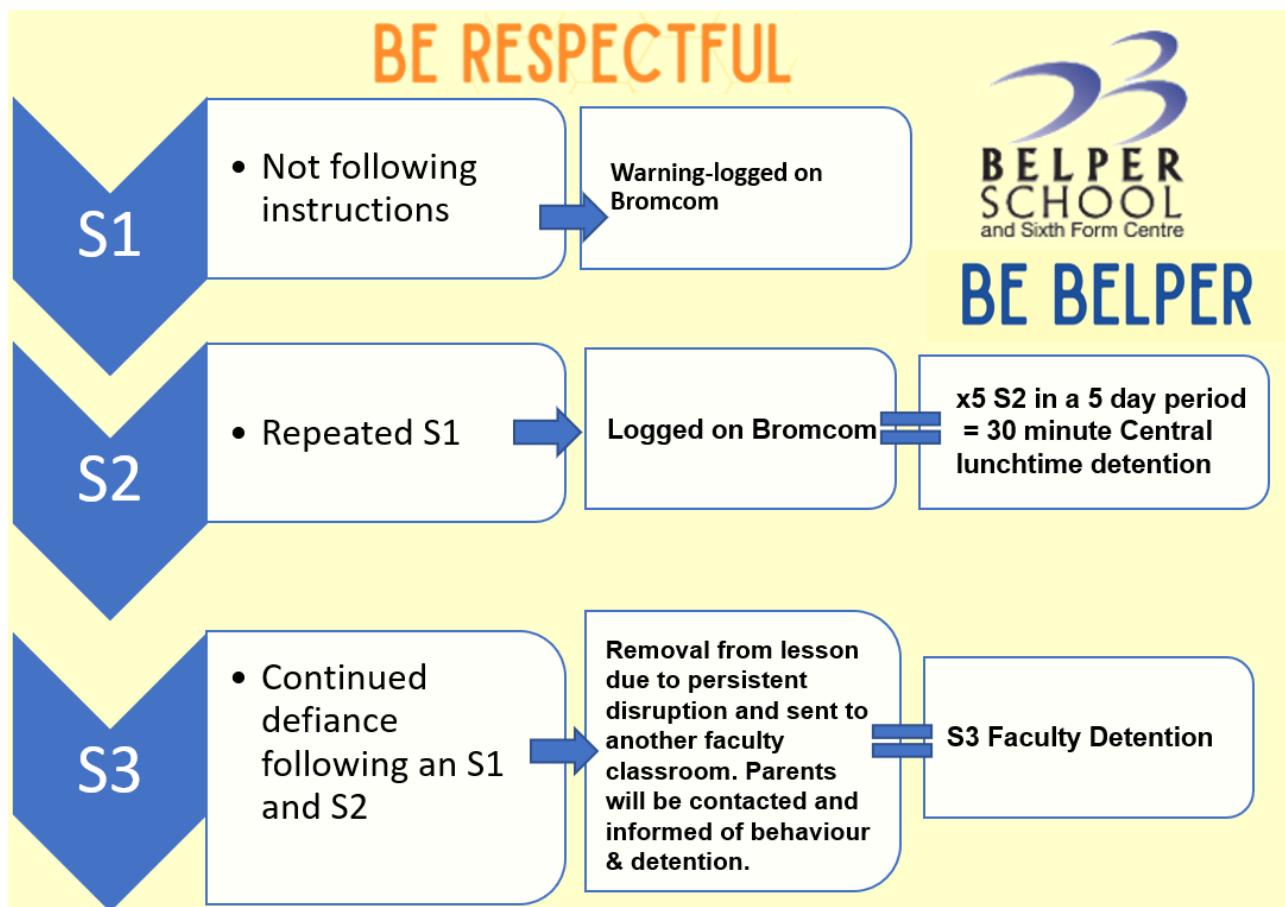 BE RESPECTFUL
BELPER
SCHOOL
and Sixth Form Centre
BE BELPER
S1
• Not following
instructions
Warning-logged on
Bromcom
S2
• Repeated S1
Logged on Bromcom
x5 S2 in a 5 day period
= 30 minute Central
lunchtime detention
S3
• Continued
defiance
following an S1
and S2
Removal from lesson
due to persistent
disruption and sent to
another faculty
classroom. Parents
will be contacted and
informed of behaviour
& detention.
S3 Faculty Detention